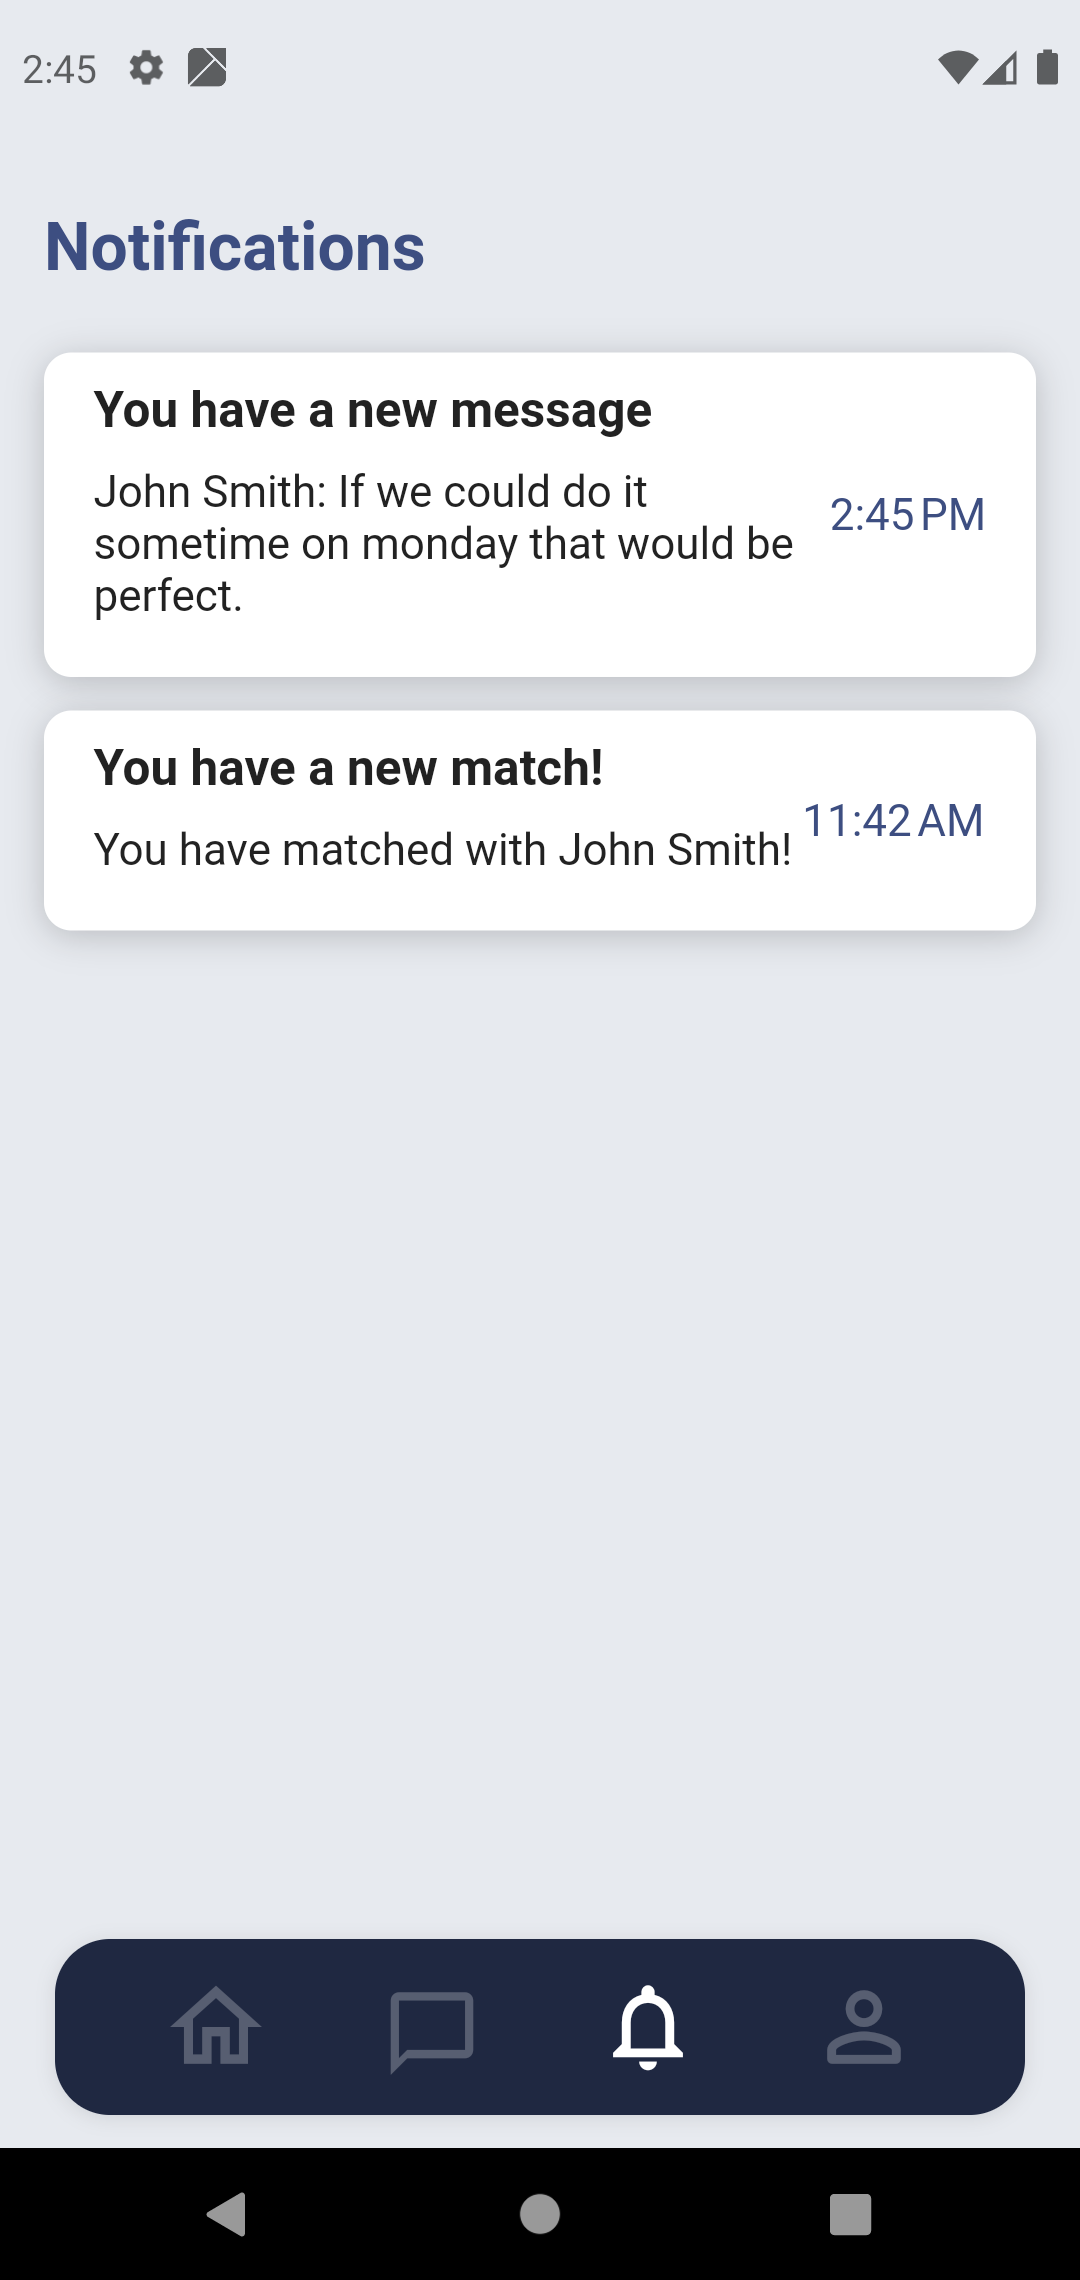 2:45
Notifications
You have a new message
John Smith: If we could do it
sometime on monday that would be
perfect.
2:45 PM
You have a new match!
You have matched with John Smith!
11:42 AM